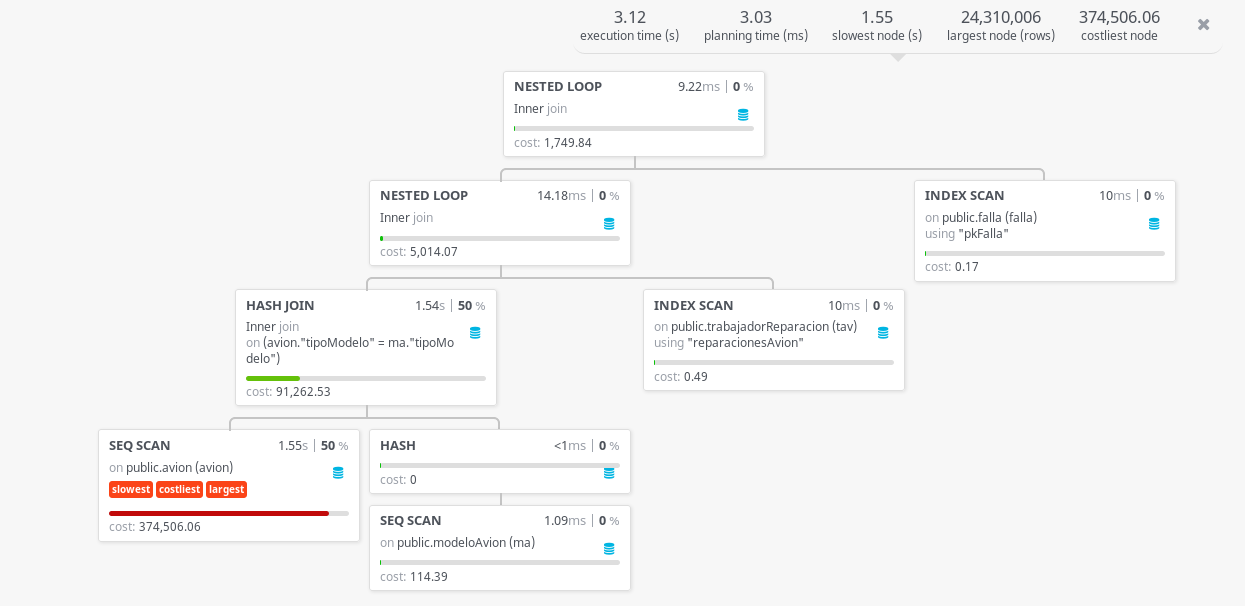 3.12 3.03 1.55 24,310,006 374,506.06
execution time (s) planning time (ms) slowest node (s) largest node (rows) costliest node
NESTED LOOP 9.22ms | 0 %
Inner join
cost: 1,749.84
NESTED LOOP 14.18ms | 0 %
Inner join
cost: 5,014.07
INDEX SCAN 10ms | 0 %
on public.falla (falla)
using "pkFalla"
cost: 0.17
HASH JOIN 1.54s | 50 %
Inner join
on (avion."tipoModelo" = ma."tipoMo
delo")
cost: 91,262.53
INDEX SCAN 10ms | 0 %
on public.trabajadorReparacion (tav)
using "reparacionesAvion"
cost: 0.49
SEQ SCAN 1.55s | 50 %
on public.avion (avion)
slowest costliest largest
cost: 374,506.06
HASH <1ms | 0 %
cost: 0
SEQ SCAN 1.09ms | 0 %
on public.modeloAvion (ma)
cost: 114.39